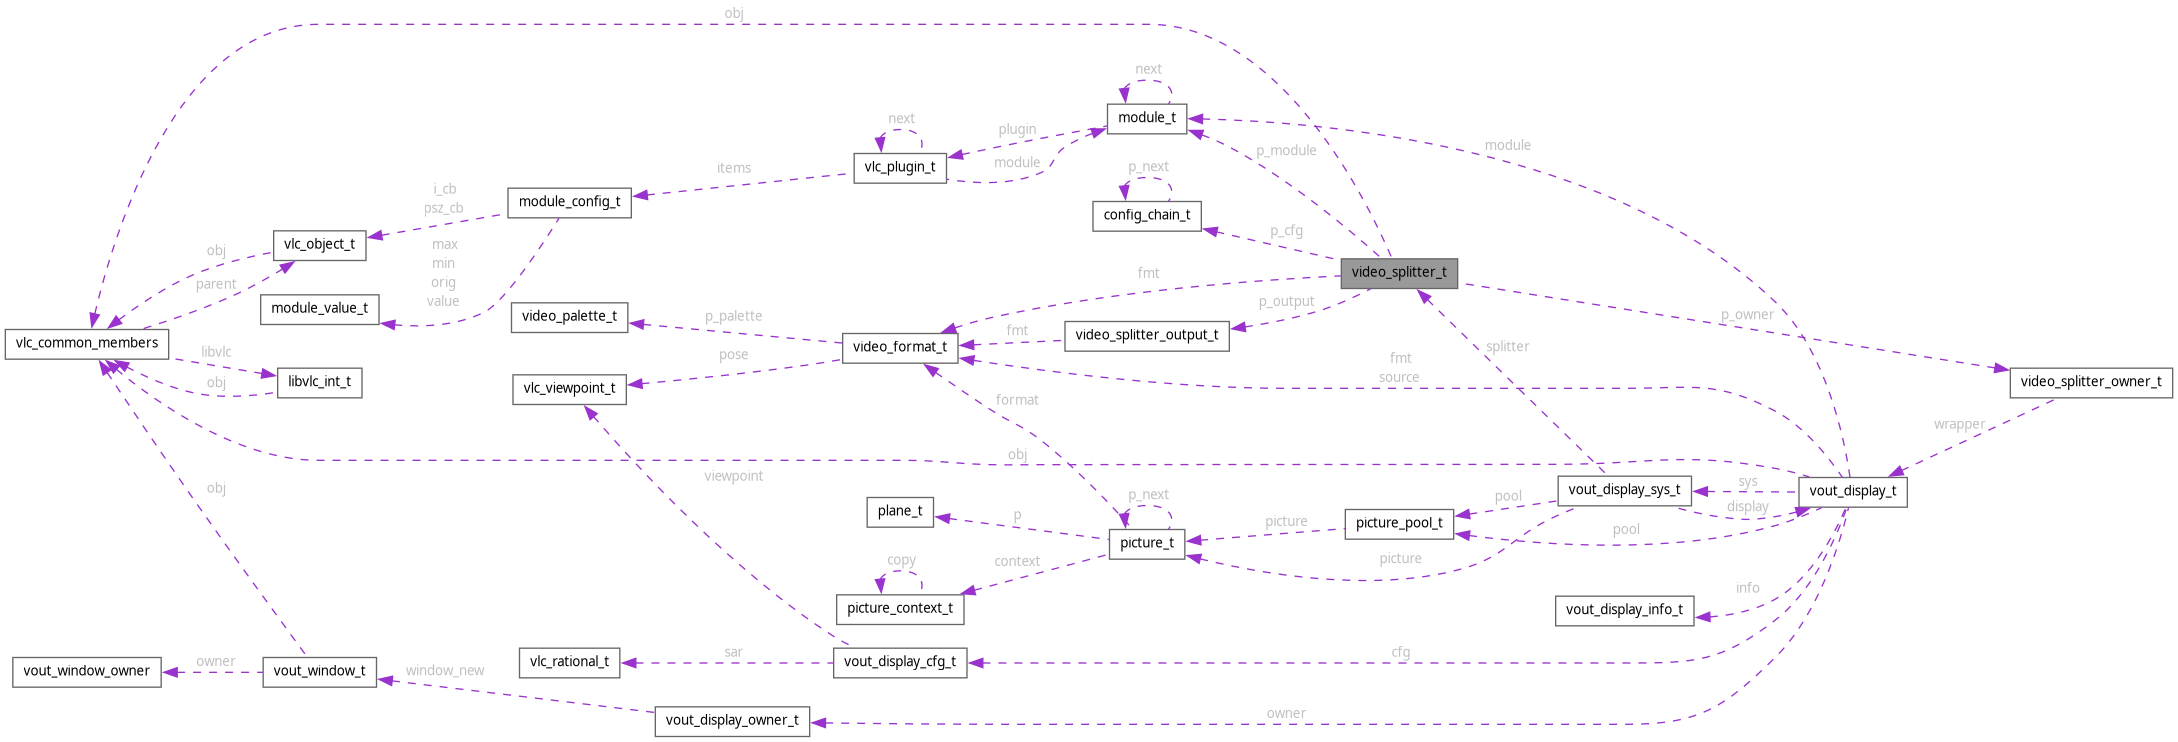 obj
next
module_t
next
plugin
module
p_module
module
vlc_plugin_t
items
p_next
i_cb
psz_cb
module_config_t
config_chain_t
p_cfg
vlc_object_t
obj
parent
max
min
orig
value
module_value_t
fmt
video_splitter_t
p_output
p_owner
video_palette_t
p_palette
video_format_t
fmt
video_splitter_output_t
vlc_common_members
libvlc
libvlc_int_t
obj
pose
vlc_viewpoint_t
splitter
fmt
source
video_splitter_owner_t
format
wrapper
obj
obj
viewpoint
p_next
plane_t
p
picture_t
picture
picture_pool_t
pool
vout_display_sys_t
sys
display
vout_display_t
pool
copy
context
picture
picture_context_t
info
vout_display_info_t
vout_window_owner
owner
vout_window_t
window_new
vlc_rational_t
sar
vout_display_cfg_t
cfg
vout_display_owner_t
owner